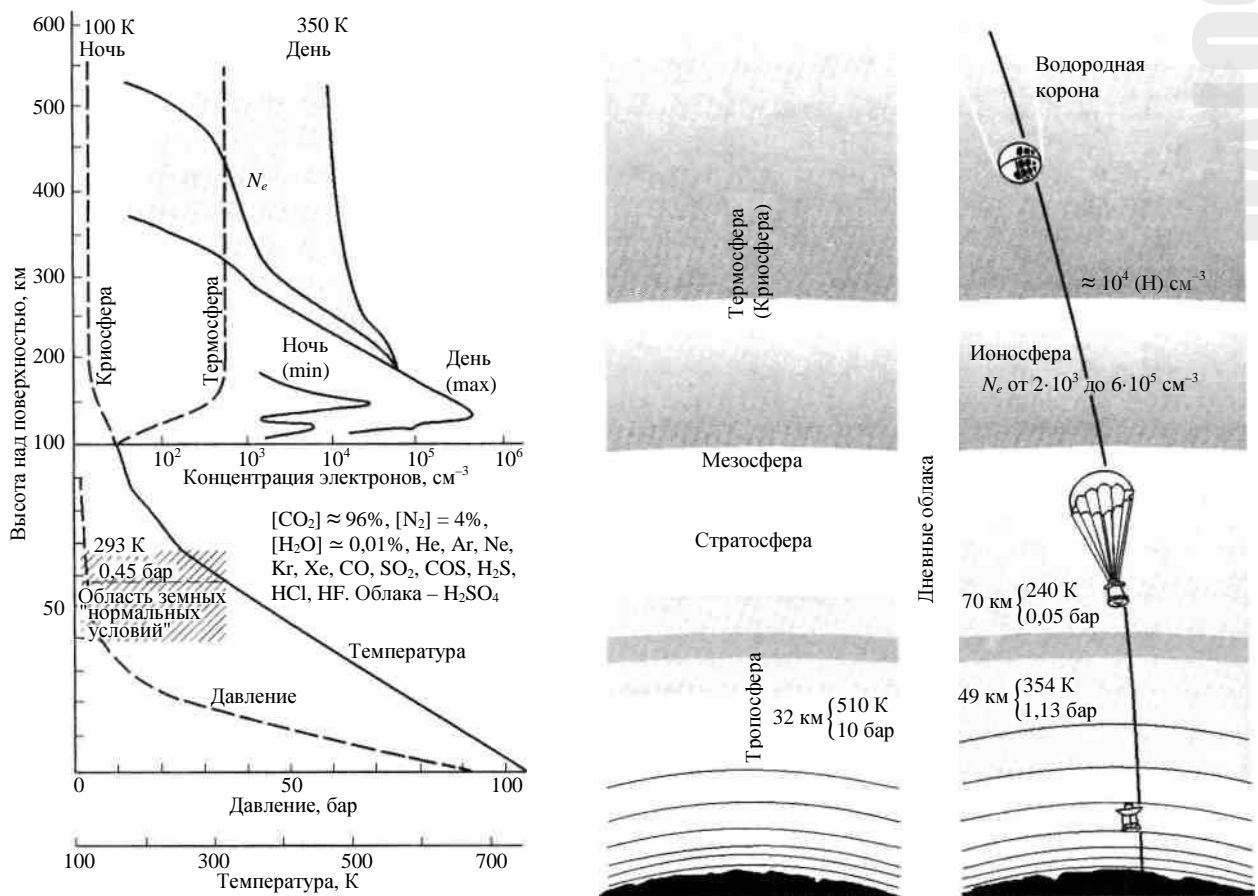 Высота над поверхностью, км
600
500
400
300
200
100
50
0
100 К
Ночь
350 К
День
Nₑ
Криосфера
Термосфера
Ночь
(min)
День
(max)
10²
10³
10⁴
10⁵
10⁶
Концентрация электронов, см⁻³
[CO₂] ≈ 96%, [N₂] = 4%,
[H₂O] ≃ 0,01%, He, Ar, Ne,
Kr, Xe, CO, SO₂, COS, H₂S,
HCl, HF. Облака – H₂SO₄
293 К
0,45 бар
Область земных
"нормальных
условий"
Температура
Давление
0
50
100
Давление, бар
100
300
500
700
Температура, К
Термосфера
(Криосфера)
Мезосфера
Стратосфера
Тропосфера
32 км { 510 К
10 бар
Дневные облака
Водородная
корона
≈ 10⁴ (H) см⁻³
Ионосфера
Nₑ от 2·10³ до 6·10⁵ см⁻³
70 км { 240 К
0,05 бар
49 км { 354 К
1,13 бар